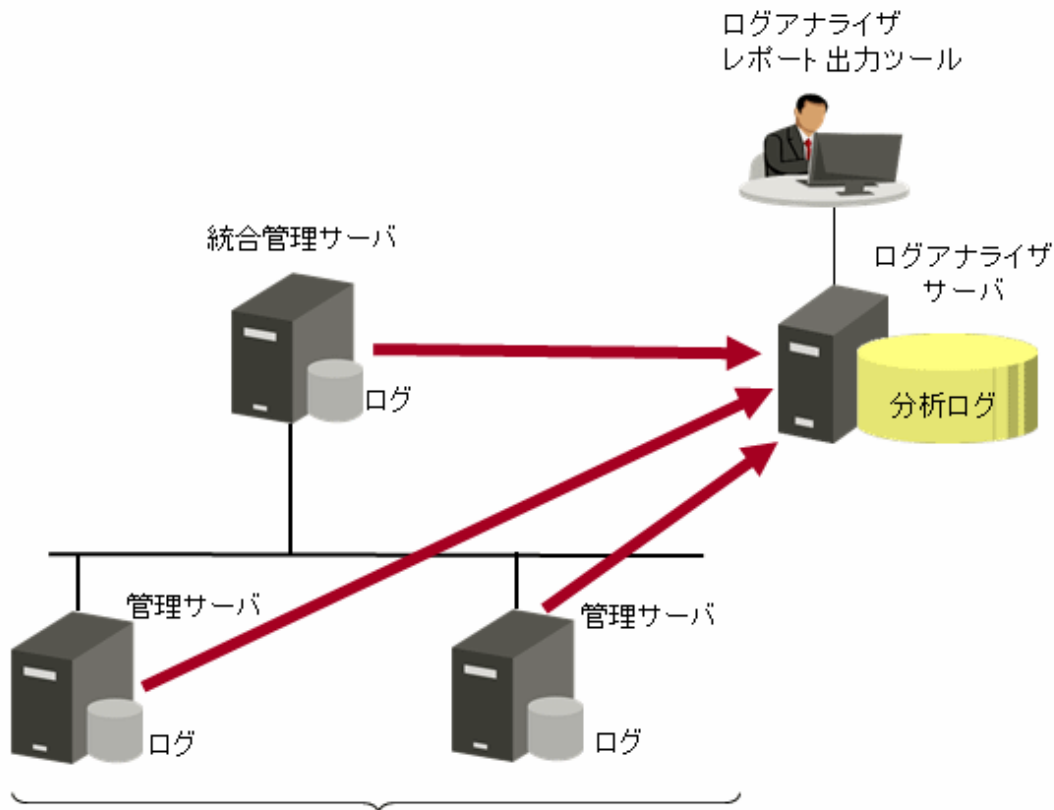 ログアナライザ
レポート出力ツール
統合管理サーバ
ログアナライザ
サーバ
ログ
分析ログ
管理サーバ
管理サーバ
ログ
ログ